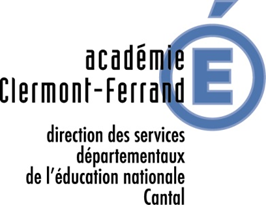 académie
Clermont-Ferrand
É
direction des services
départementaux
de l'éducation nationale
Cantal